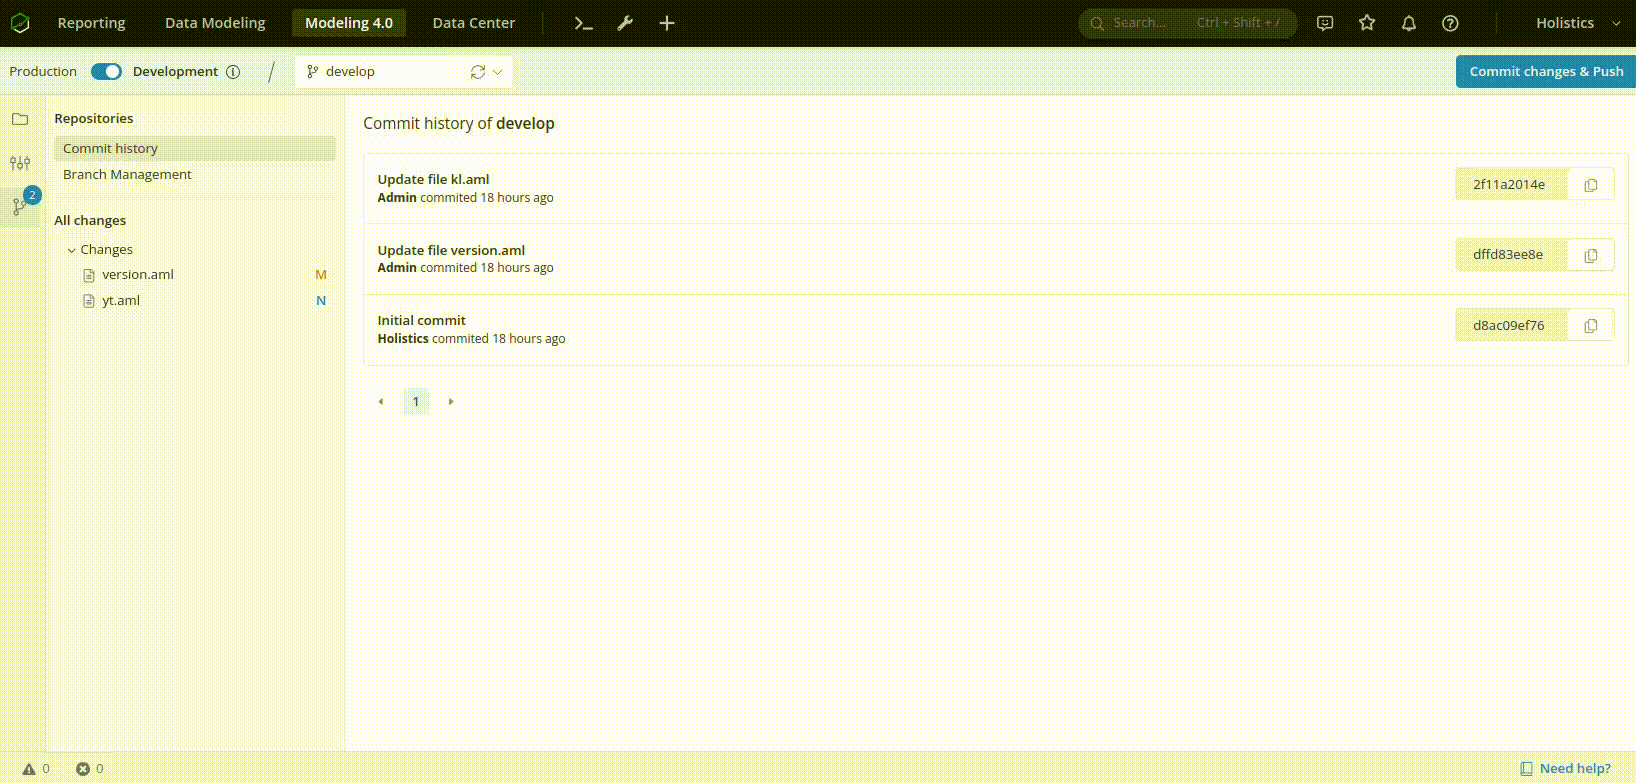 Reporting Data Modeling Modeling 4.0 Data Center Search... Ctrl + Shift + / Holistics
Production Development develop Commit changes & Push
Repositories
Commit history
Branch Management
2
All changes
Changes
version.aml M
yt.aml N
Commit history of develop
Update file kl.aml
Admin commited 18 hours ago
2f11a2014e
Update file version.aml
Admin commited 18 hours ago
dffd83ee8e
Initial commit
Holistics commited 18 hours ago
d8ac09ef76
1
0 0 Need help?